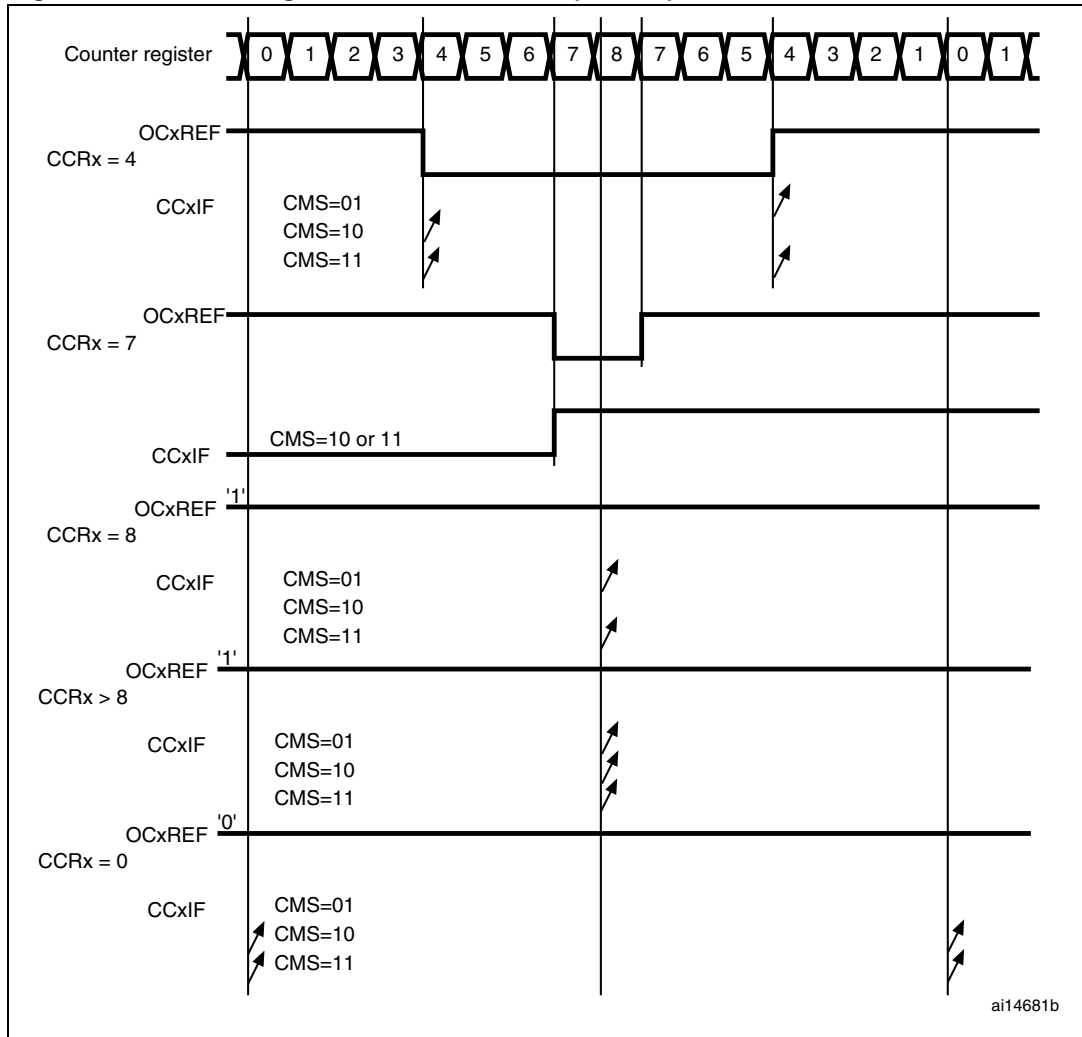 Counter register 0 1 2 3 4 5 6 7 8 7 6 5 4 3 2 1 0 1
OCxREF
CCRx = 4
CCxIF
CMS=01
CMS=10
CMS=11
OCxREF
CCRx = 7
CMS=10 or 11
CCxIF
'1'
OCxREF
CCRx = 8
CCxIF
CMS=01
CMS=10
CMS=11
'1'
OCxREF
CCRx > 8
CCxIF
CMS=01
CMS=10
CMS=11
'0'
OCxREF
CCRx = 0
CCxIF
CMS=01
CMS=10
CMS=11
ai14681b